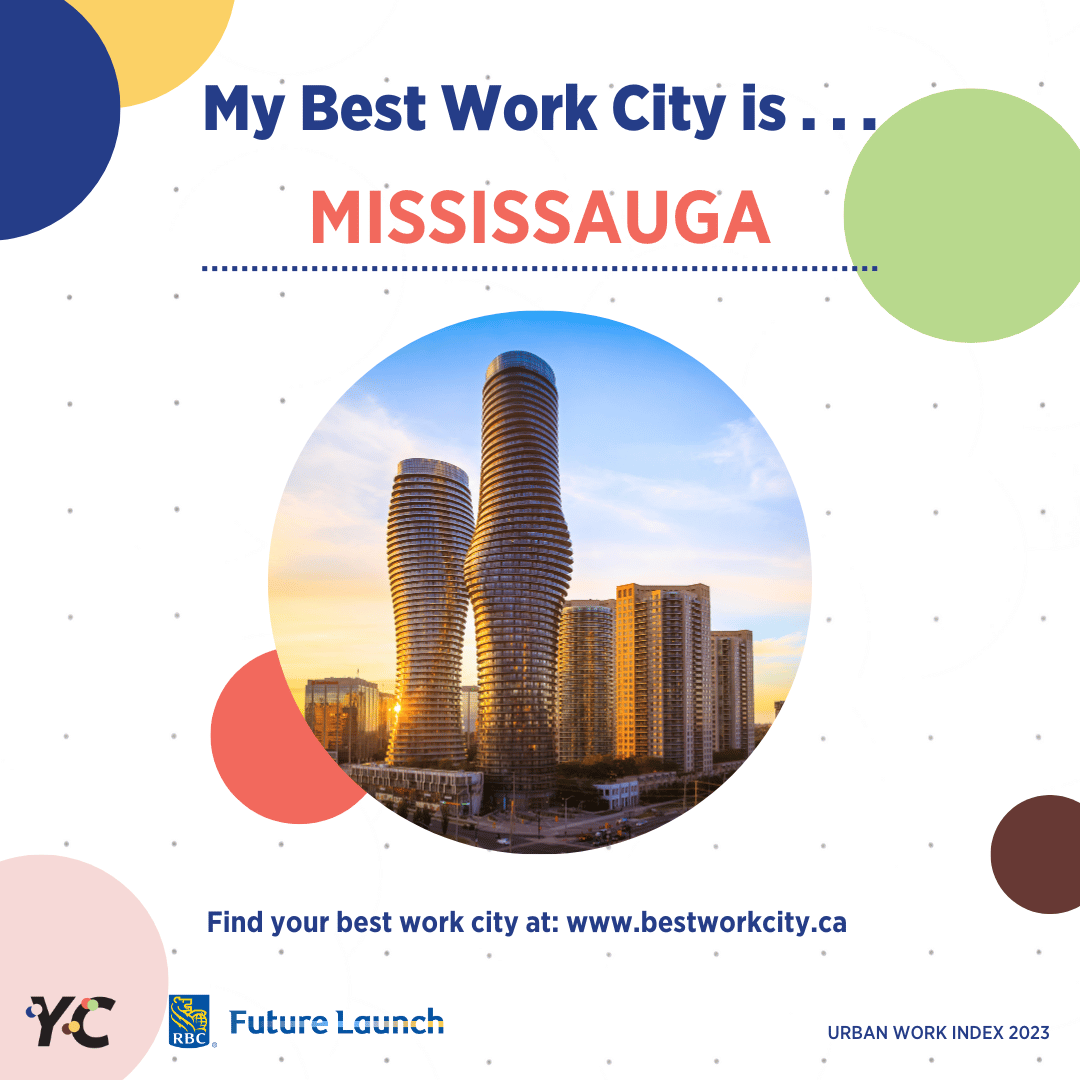 My Best Work City is . . .
MISSISSAUGA
Find your best work city at: www.bestworkcity.ca
YC
RBC ®
Future Launch
URBAN WORK INDEX 2023